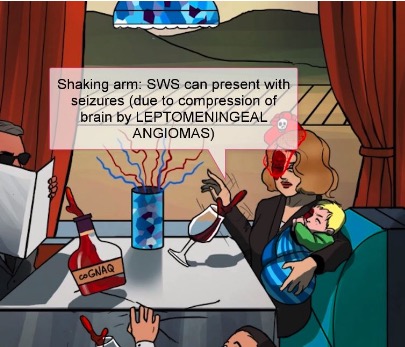 Shaking arm: SWS can present with
seizures (due to compression of
brain by LEPTOMENINGEAL
ANGIOMAS)
coGNAQ